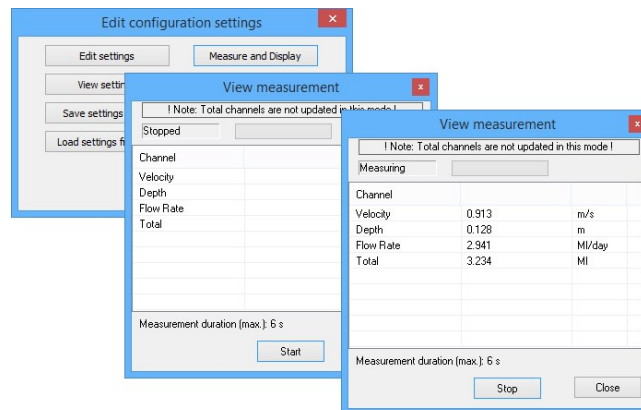 Edit configuration settings
Edit settings
Measure and Display
View
Save settings
Load settings
View measurement
! Note: Total channels are not updated in this mode !
Stopped
Channel
Velocity
Depth
Flow Rate
Total
Measurement duration (max.): 6 s
Start
View measurement
! Note: Total channels are not updated in this mode !
Measuring
Channel
Velocity 0.913 m/s
Depth 0.128 m
Flow Rate 2.941 Ml/day
Total 3.234 Ml
Measurement duration (max.): 6 s
Stop
Close